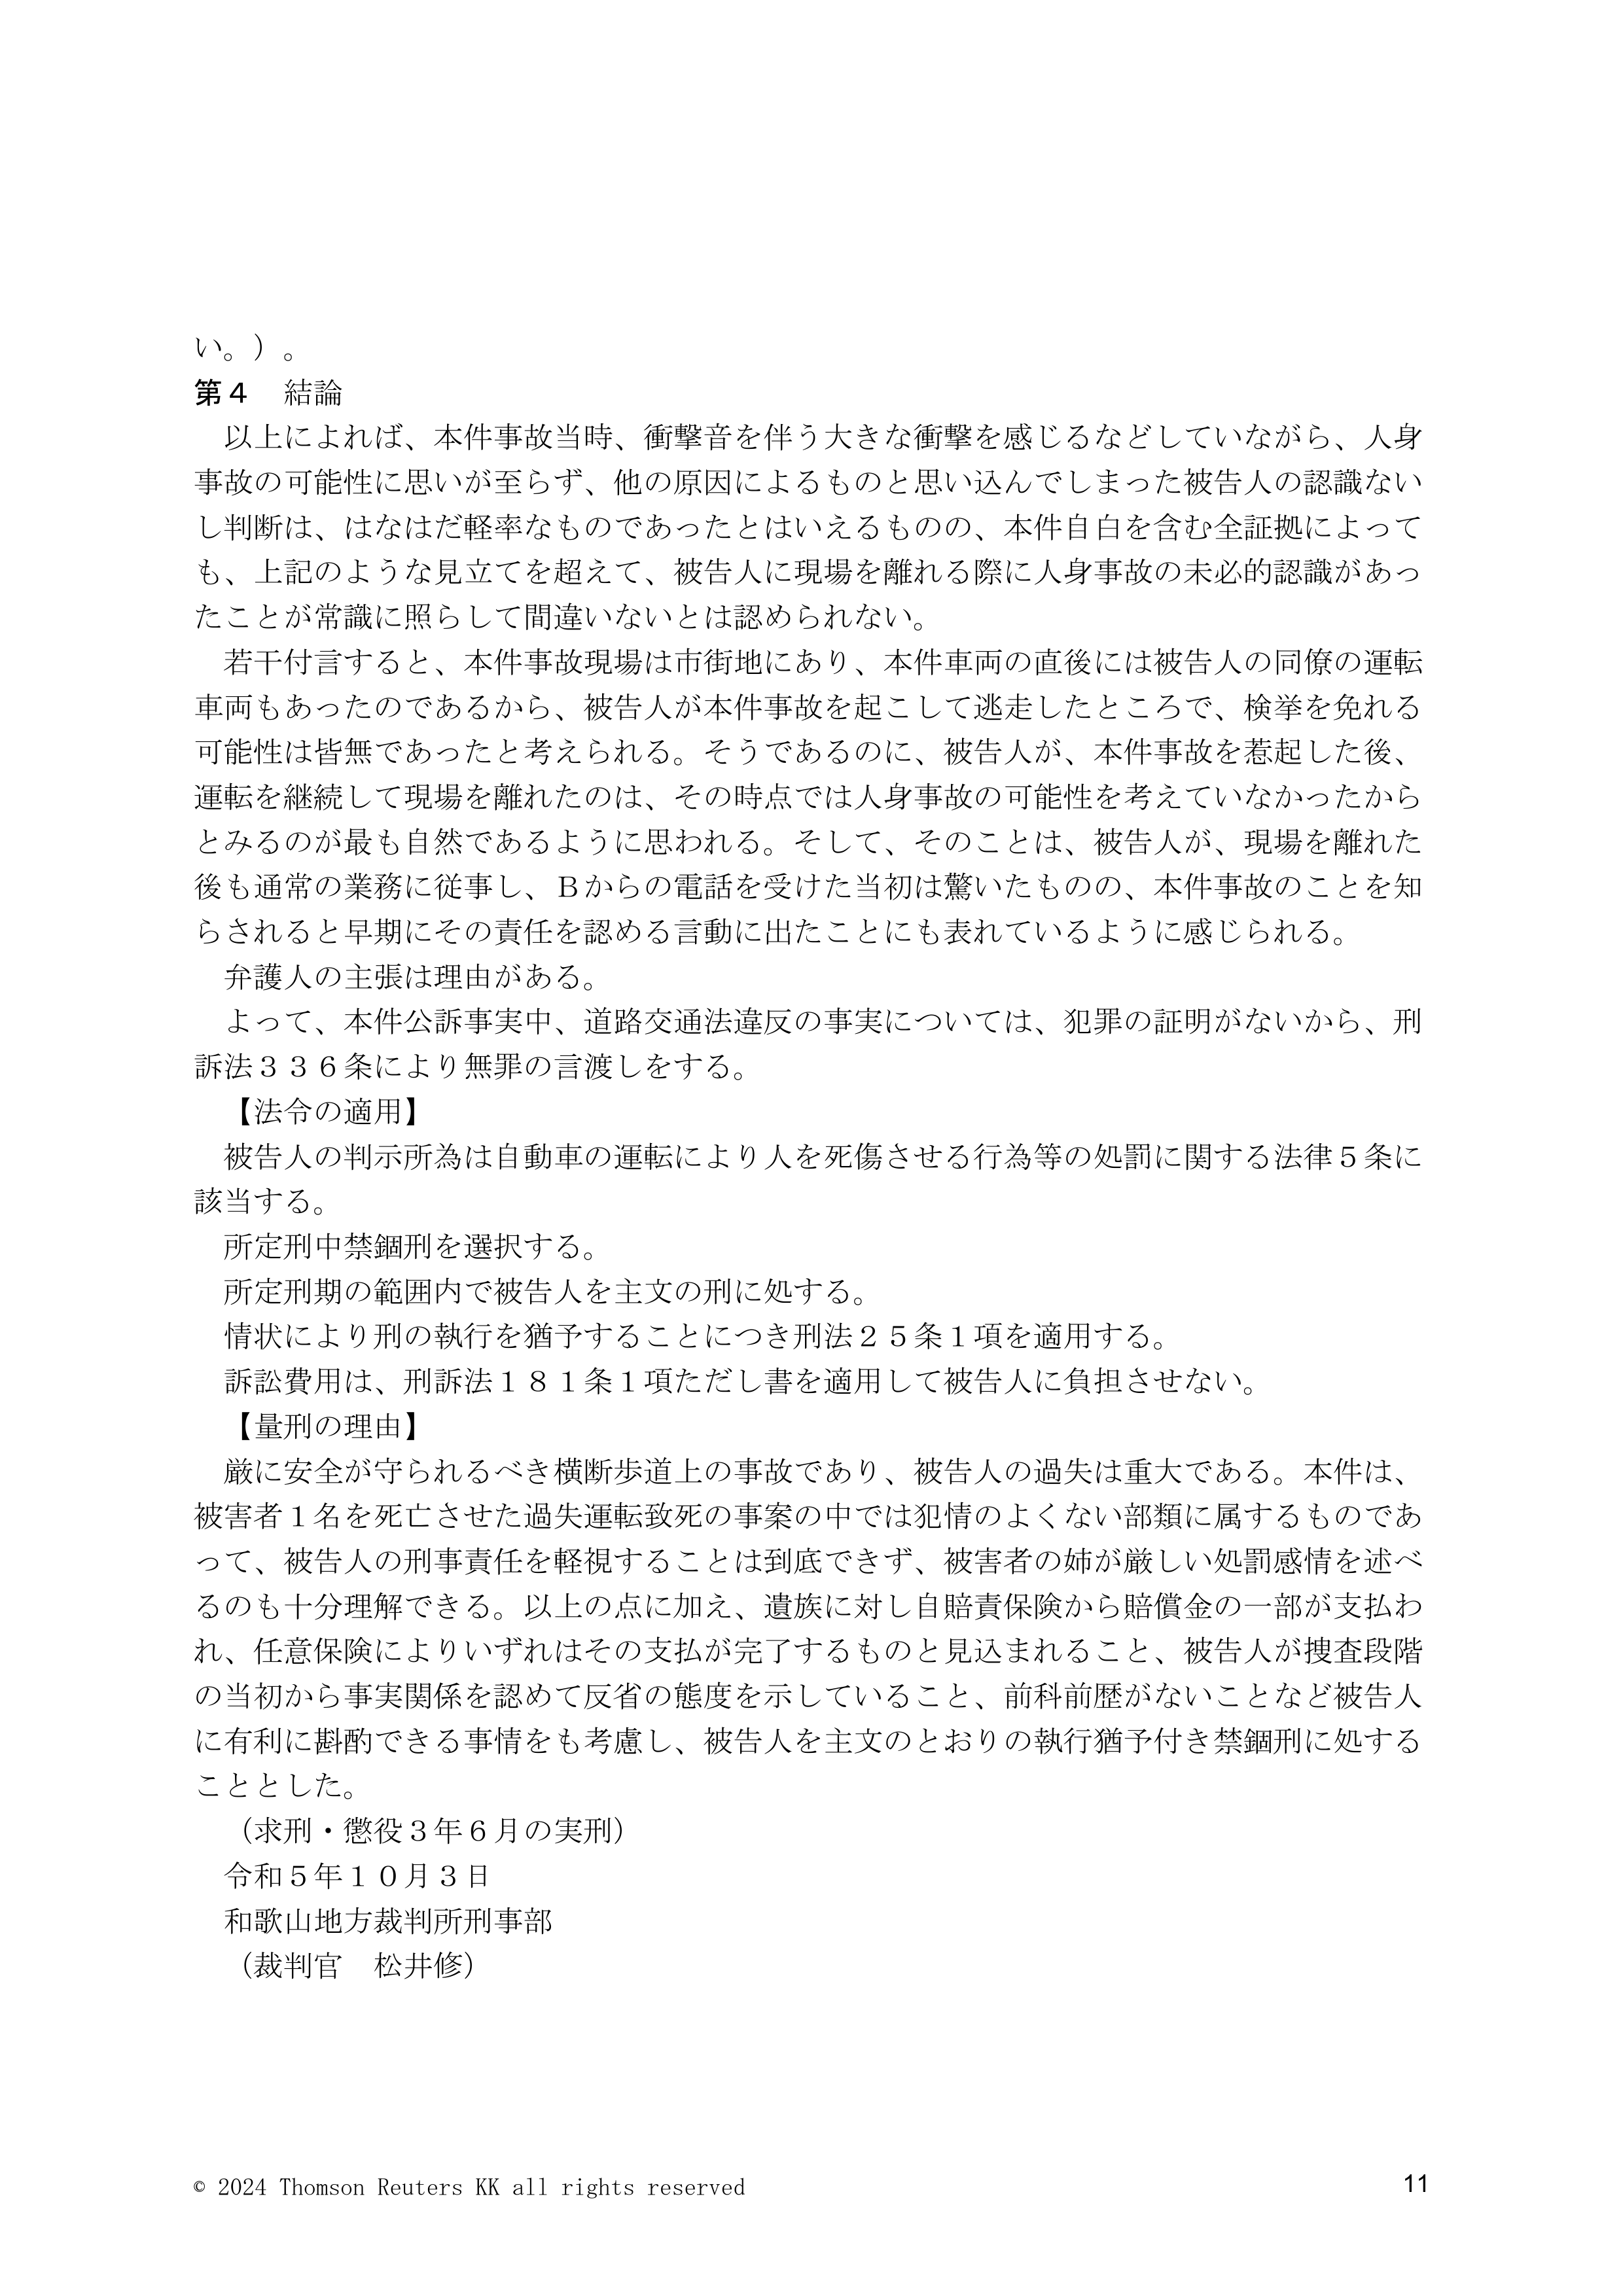 い。）。
第４　結論
　以上によれば、本件事故当時、衝撃音を伴う大きな衝撃を感じるなどしていながら、人身
事故の可能性に思いが至らず、他の原因によるものと思い込んでしまった被告人の認識ない
し判断は、はなはだ軽率なものであったとはいえるものの、本件自白を含む全証拠によって
も、上記のような見立てを超えて、被告人に現場を離れる際に人身事故の未必的認識があっ
たことが常識に照らして間違いないとは認められない。
　若干付言すると、本件事故現場は市街地にあり、本件車両の直後には被告人の同僚の運転
車両もあったのであるから、被告人が本件事故を起こして逃走したところで、検挙を免れる
可能性は皆無であったと考えられる。そうであるのに、被告人が、本件事故を惹起した後、
運転を継続して現場を離れたのは、その時点では人身事故の可能性を考えていなかったから
とみるのが最も自然であるように思われる。そして、そのことは、被告人が、現場を離れた
後も通常の業務に従事し、Ｂからの電話を受けた当初は驚いたものの、本件事故のことを知
らされると早期にその責任を認める言動に出たことにも表れているように感じられる。
　弁護人の主張は理由がある。
　よって、本件公訴事実中、道路交通法違反の事実については、犯罪の証明がないから、刑
訴法３３６条により無罪の言渡しをする。
　【法令の適用】
　被告人の判示所為は自動車の運転により人を死傷させる行為等の処罰に関する法律５条に
該当する。
　所定刑中禁錮刑を選択する。
　所定刑期の範囲内で被告人を主文の刑に処する。
　情状により刑の執行を猶予することにつき刑法２５条１項を適用する。
　訴訟費用は、刑訴法１８１条１項ただし書を適用して被告人に負担させない。
　【量刑の理由】
　厳に安全が守られるべき横断歩道上の事故であり、被告人の過失は重大である。本件は、
被害者１名を死亡させた過失運転致死の事案の中では犯情のよくない部類に属するものであ
って、被告人の刑事責任を軽視することは到底できず、被害者の姉が厳しい処罰感情を述べ
るのも十分理解できる。以上の点に加え、遺族に対し自賠責保険から賠償金の一部が支払わ
れ、任意保険によりいずれはその支払が完了するものと見込まれること、被告人が捜査段階
の当初から事実関係を認めて反省の態度を示していること、前科前歴がないことなど被告人
に有利に斟酌できる事情をも考慮し、被告人を主文のとおりの執行猶予付き禁錮刑に処する
こととした。
　（求刑・懲役３年６月の実刑）
　令和５年１０月３日
　和歌山地方裁判所刑事部
　（裁判官　松井修）
© 2024 Thomson Reuters KK all rights reserved
11